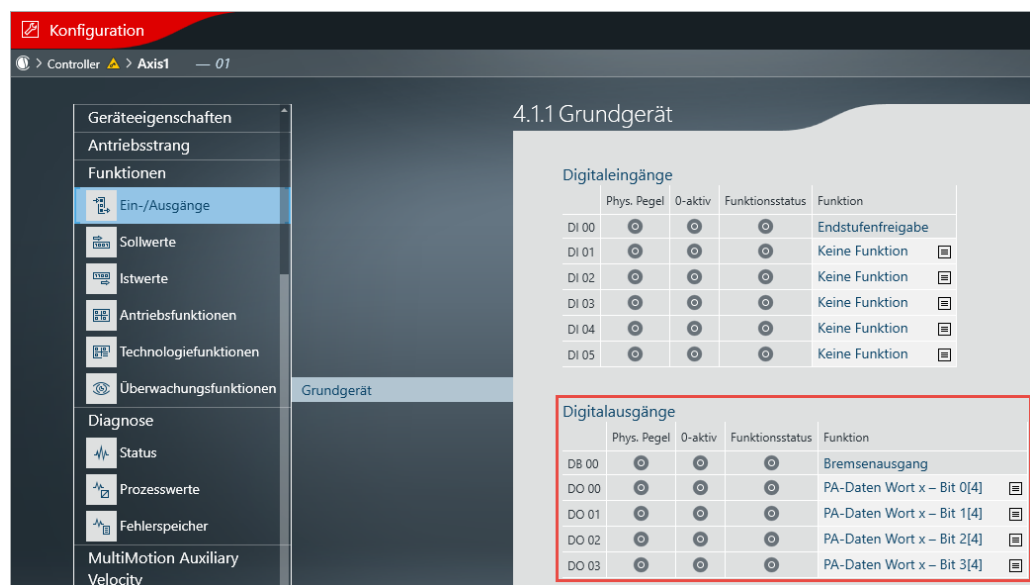 Konfiguration
> Controller > Axis1 — 01
Geräteeigenschaften
Antriebsstrang
Funktionen
Ein-/Ausgänge
Sollwerte
Istwerte
Antriebsfunktionen
Technologiefunktionen
Überwachungsfunktionen
Diagnose
Status
Prozesswerte
Fehlerspeicher
MultiMotion Auxiliary
Velocity
Grundgerät
4.1.1 Grundgerät
Digitaleingänge
Phys. Pegel 0-aktiv Funktionsstatus Funktion
DI 00 Endstufenfreigabe
DI 01 Keine Funktion
DI 02 Keine Funktion
DI 03 Keine Funktion
DI 04 Keine Funktion
DI 05 Keine Funktion
Digitalausgänge
Phys. Pegel 0-aktiv Funktionsstatus Funktion
DB 00 Bremsenausgang
DO 00 PA-Daten Wort x – Bit 0[4]
DO 01 PA-Daten Wort x – Bit 1[4]
DO 02 PA-Daten Wort x – Bit 2[4]
DO 03 PA-Daten Wort x – Bit 3[4]